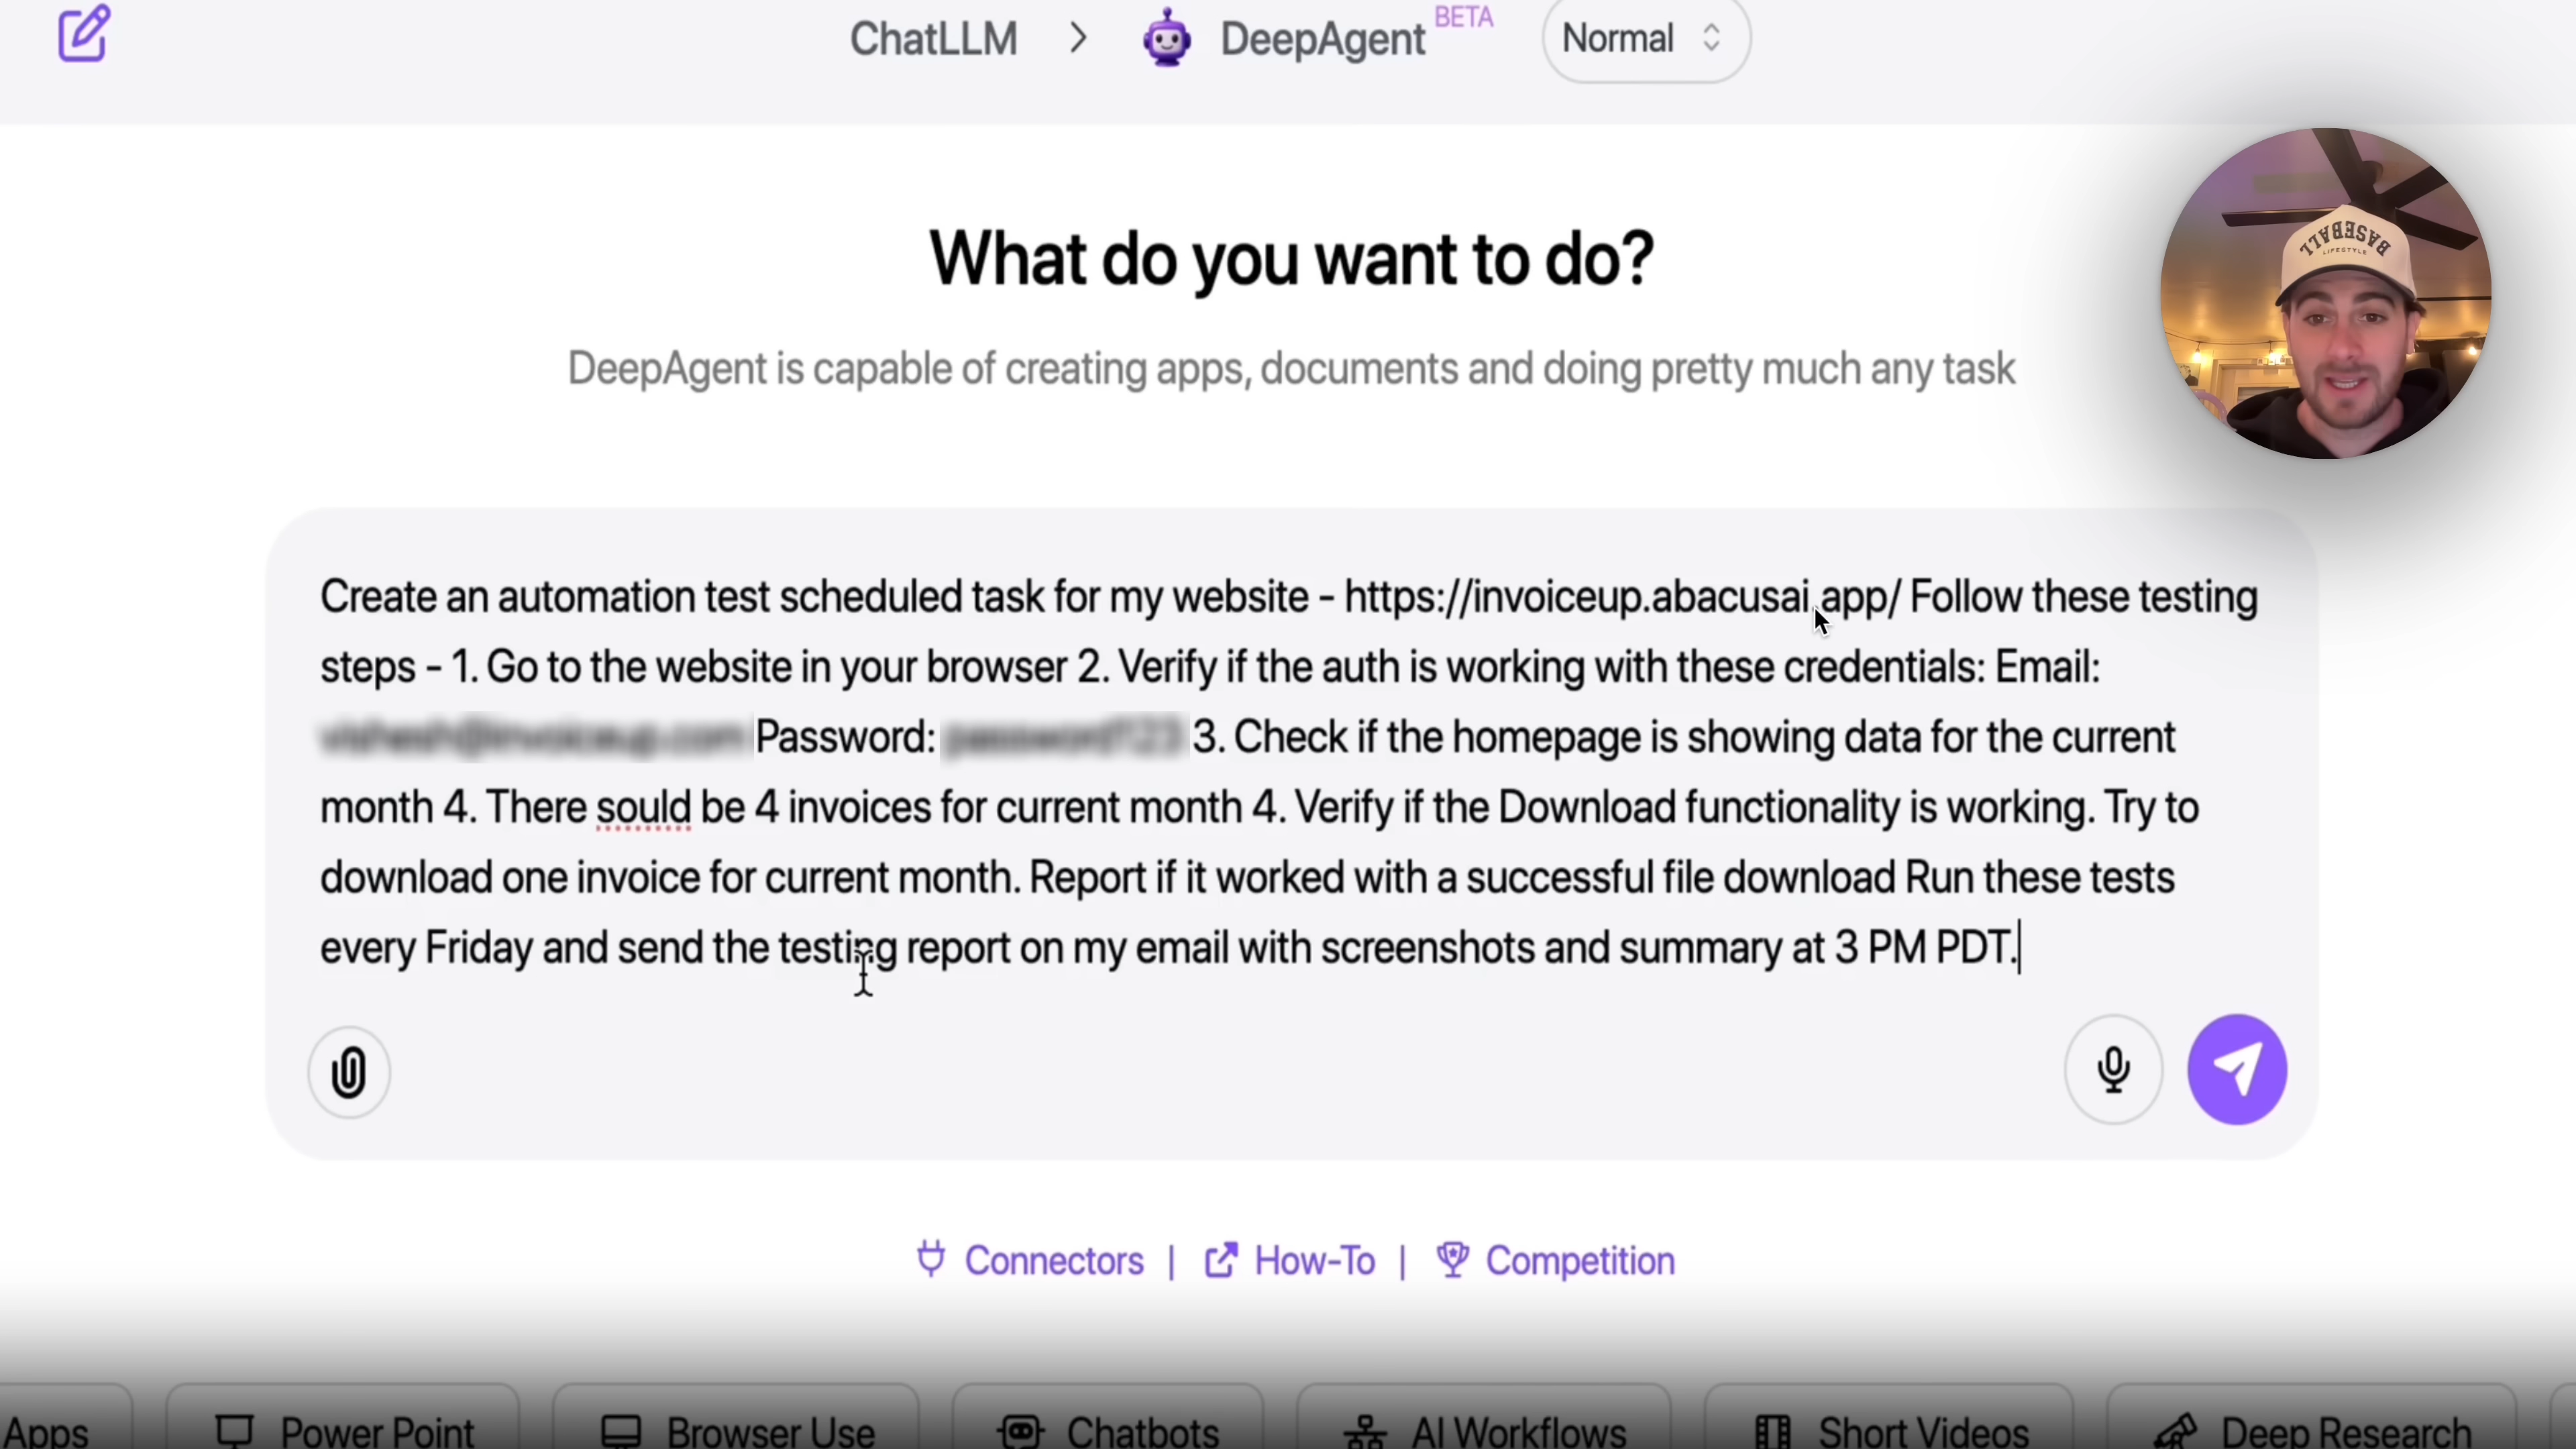 ChatLLM > DeepAgent BETA Normal
BASEBALL
LIFESTYLE
What do you want to do?
DeepAgent is capable of creating apps, documents and doing pretty much any task
Create an automation test scheduled task for my website - https://invoiceup.abacusai.app/ Follow these testing
steps - 1. Go to the website in your browser 2. Verify if the auth is working with these credentials: Email:
Password: 3. Check if the homepage is showing data for the current
month 4. There sould be 4 invoices for current month 4. Verify if the Download functionality is working. Try to
download one invoice for current month. Report if it worked with a successful file download Run these tests
every Friday and send the testing report on my email with screenshots and summary at 3 PM PDT.
Connectors | How-To | Competition
Apps Power Point Browser Use Chatbots AI Workflows Short Videos Deep Research